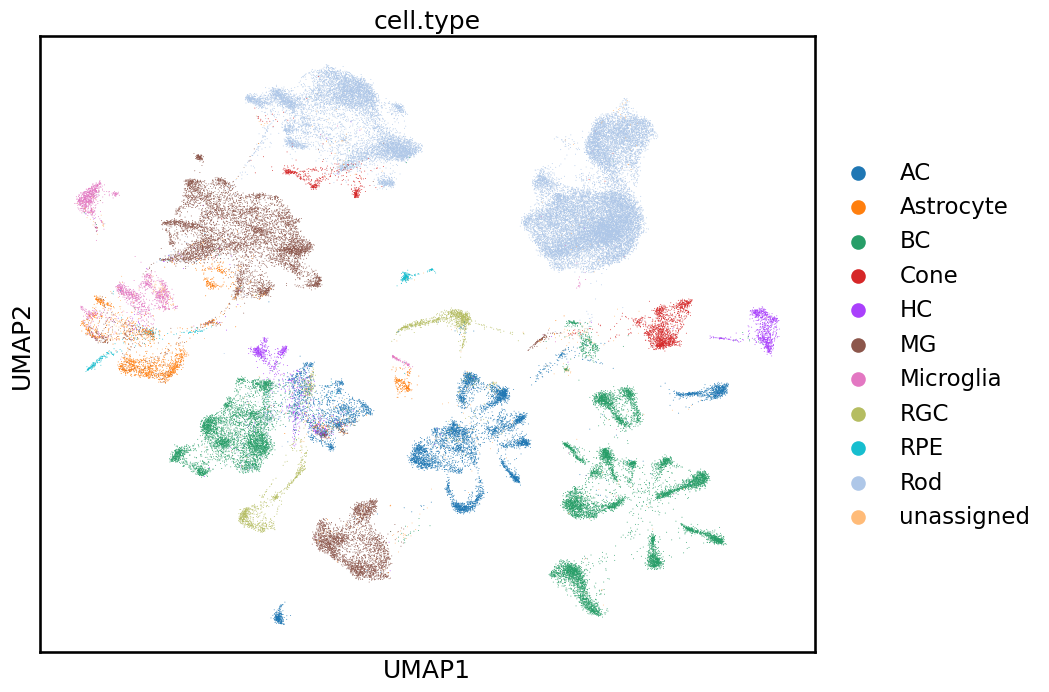 cell.type
UMAP2
UMAP1
AC
Astrocyte
BC
Cone
HC
MG
Microglia
RGC
RPE
Rod
unassigned